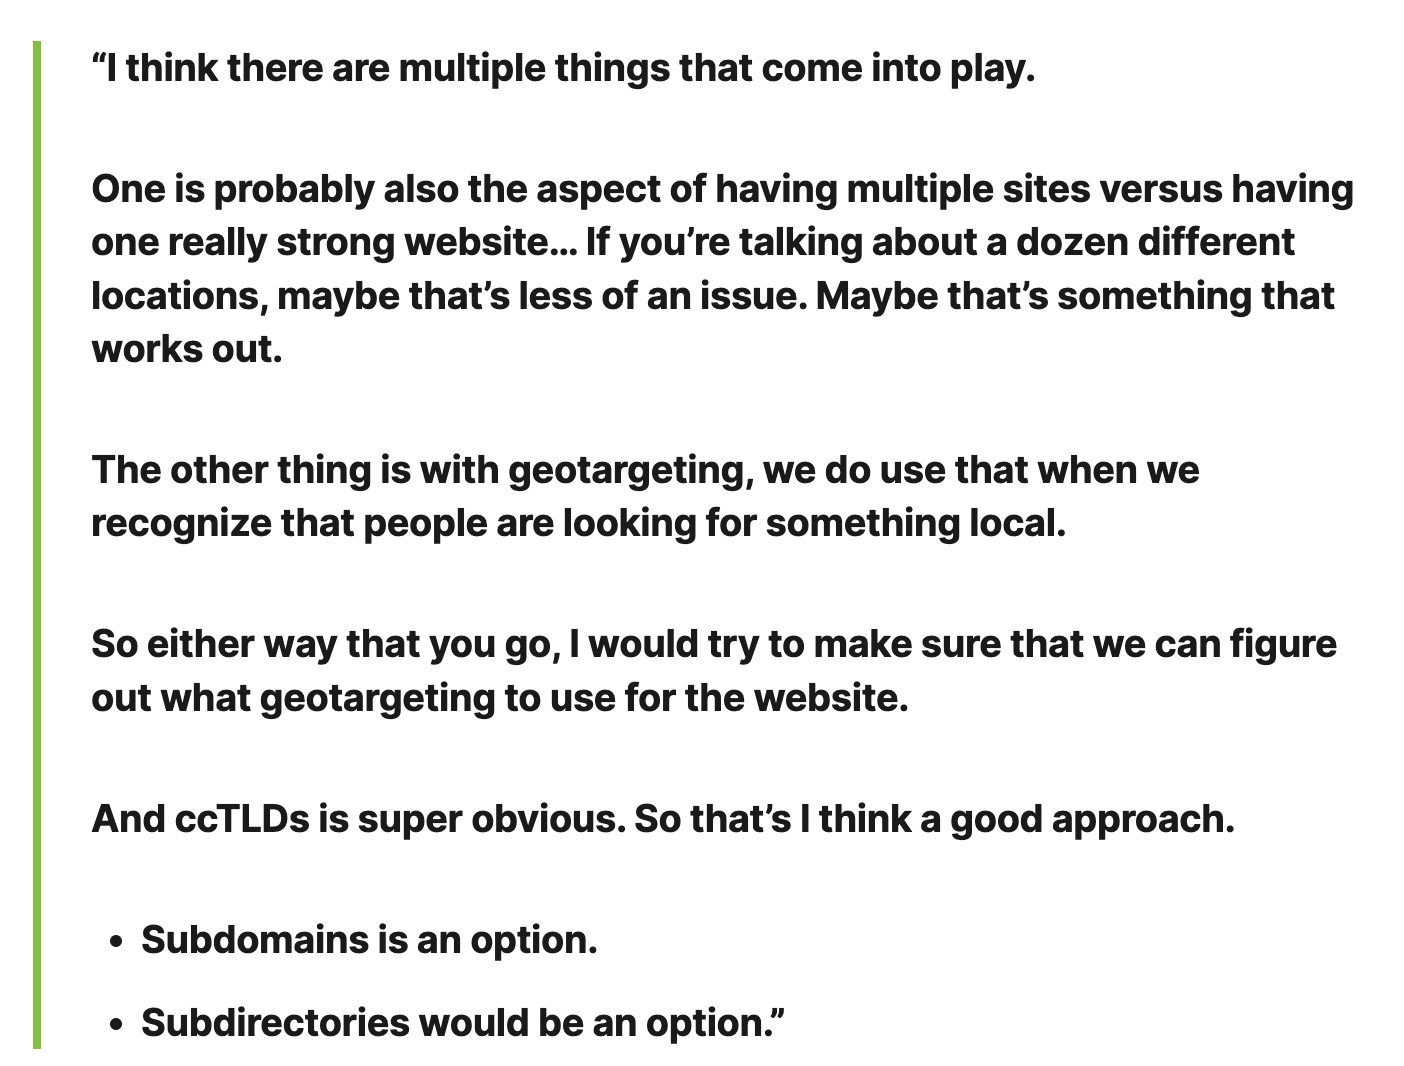 “I think there are multiple things that come into play.
One is probably also the aspect of having multiple sites versus having
one really strong website… If you’re talking about a dozen different
locations, maybe that’s less of an issue. Maybe that’s something that
works out.
The other thing is with geotargeting, we do use that when we
recognize that people are looking for something local.
So either way that you go, I would try to make sure that we can figure
out what geotargeting to use for the website.
And ccTLDs is super obvious. So that’s I think a good approach.
• Subdomains is an option.
• Subdirectories would be an option.”